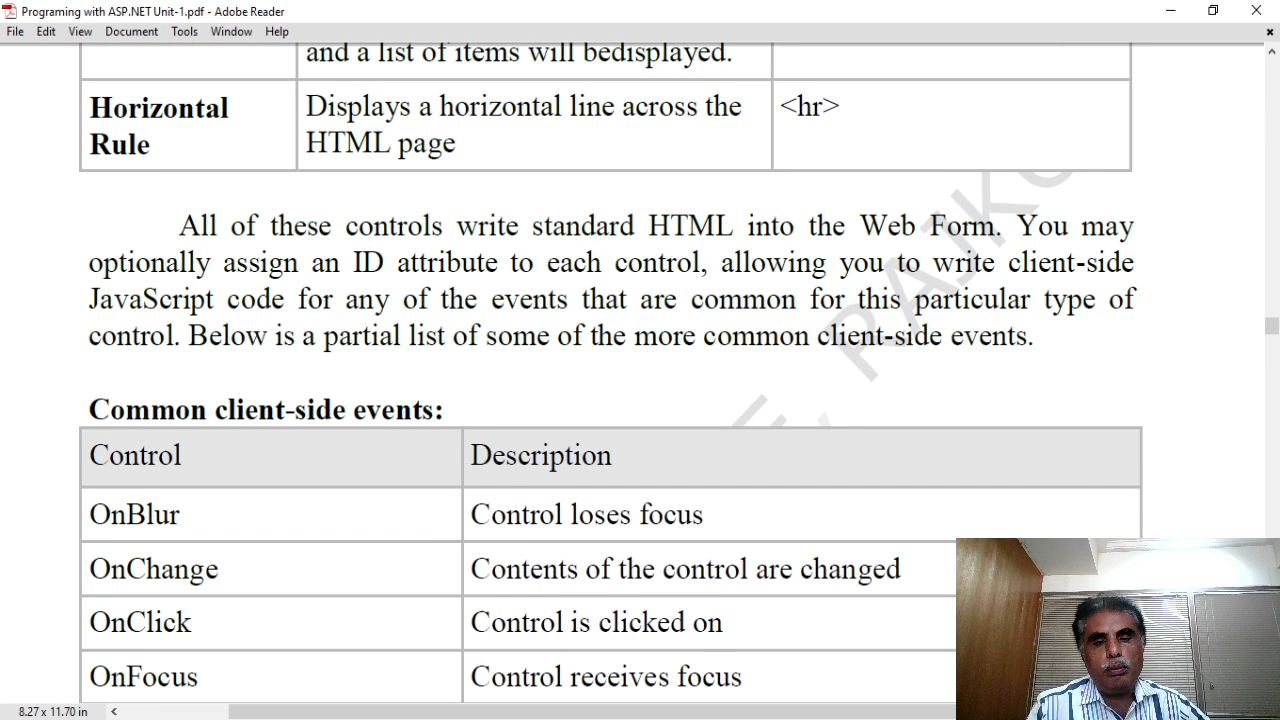 Programing with ASP.NET Unit-1.pdf - Adobe Reader
File Edit View Document Tools Window Help
and a list of items will bedisplayed.
Horizontal Rule Displays a horizontal line across the HTML page <hr>
All of these controls write standard HTML into the Web Form. You may
optionally assign an ID attribute to each control, allowing you to write client-side
JavaScript code for any of the events that are common for this particular type of
control. Below is a partial list of some of the more common client-side events.
Common client-side events:
Control Description
OnBlur Control loses focus
OnChange Contents of the control are changed
OnClick Control is clicked on
OnFocus Control receives focus
8.27 x 11.70 in